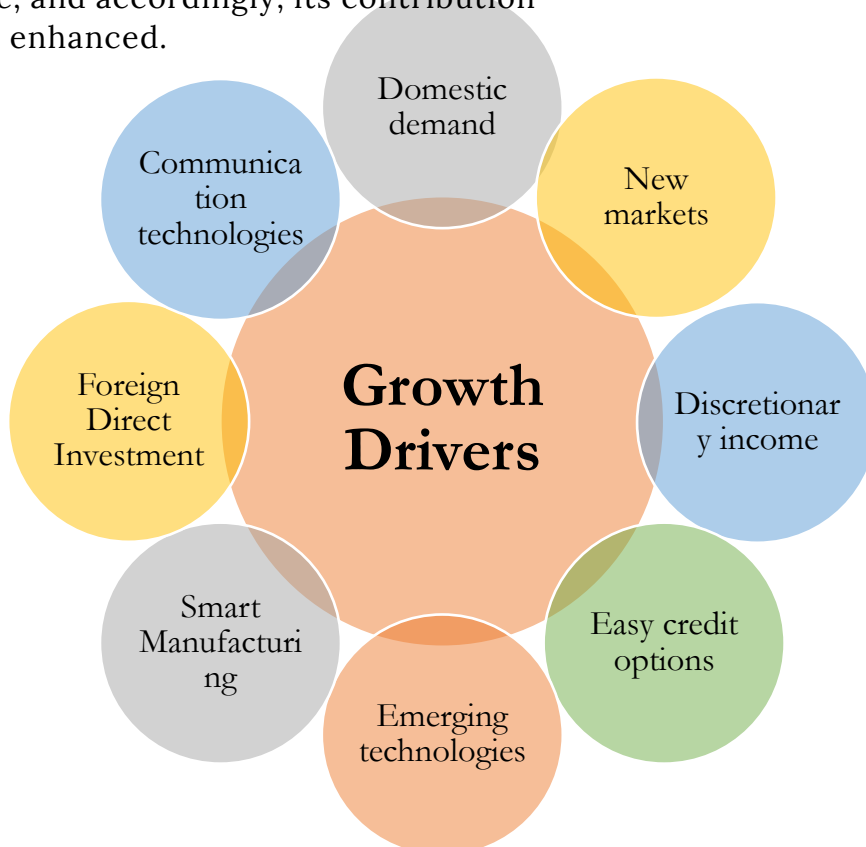 and accordingly, its contribution
enhanced.
Domestic
demand
New
markets
Discretionar
y income
Easy credit
options
Emerging
technologies
Smart
Manufacturi
ng
Foreign
Direct
Investment
Communica
tion
technologies
Growth
Drivers